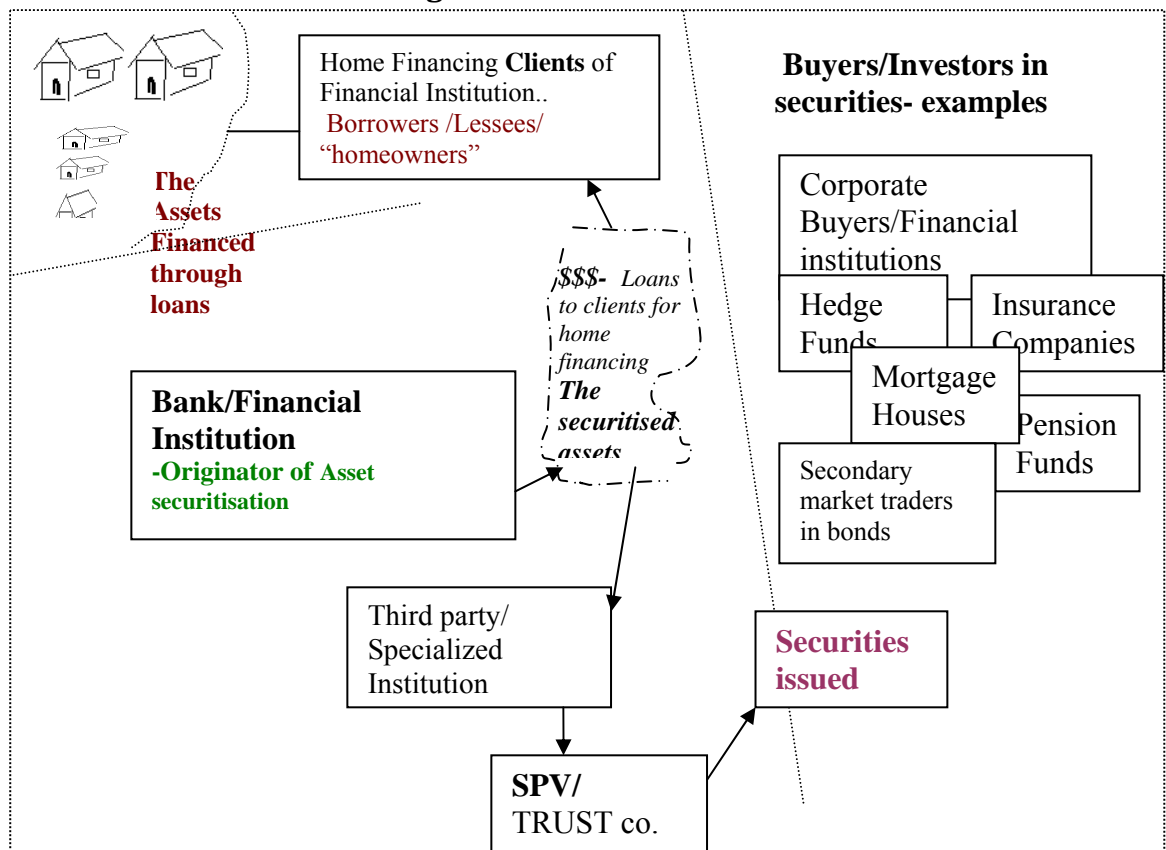 Home Financing Clients of
Financial Institution..
Borrowers /Lessees/
“homeowners”
Buyers/Investors in
securities- examples
The
Assets
Financed
through
loans
Corporate
Buyers/Financial
institutions
Hedge
Funds
Insurance
Companies
Mortgage
Houses
Pension
Funds
Secondary
market traders
in bonds
$$$- Loans
to clients for
home
financing
The
securitised
assets
Bank/Financial
Institution
-Originator of Asset
securitisation
Third party/
Specialized
Institution
Securities
issued
SPV/
TRUST co.